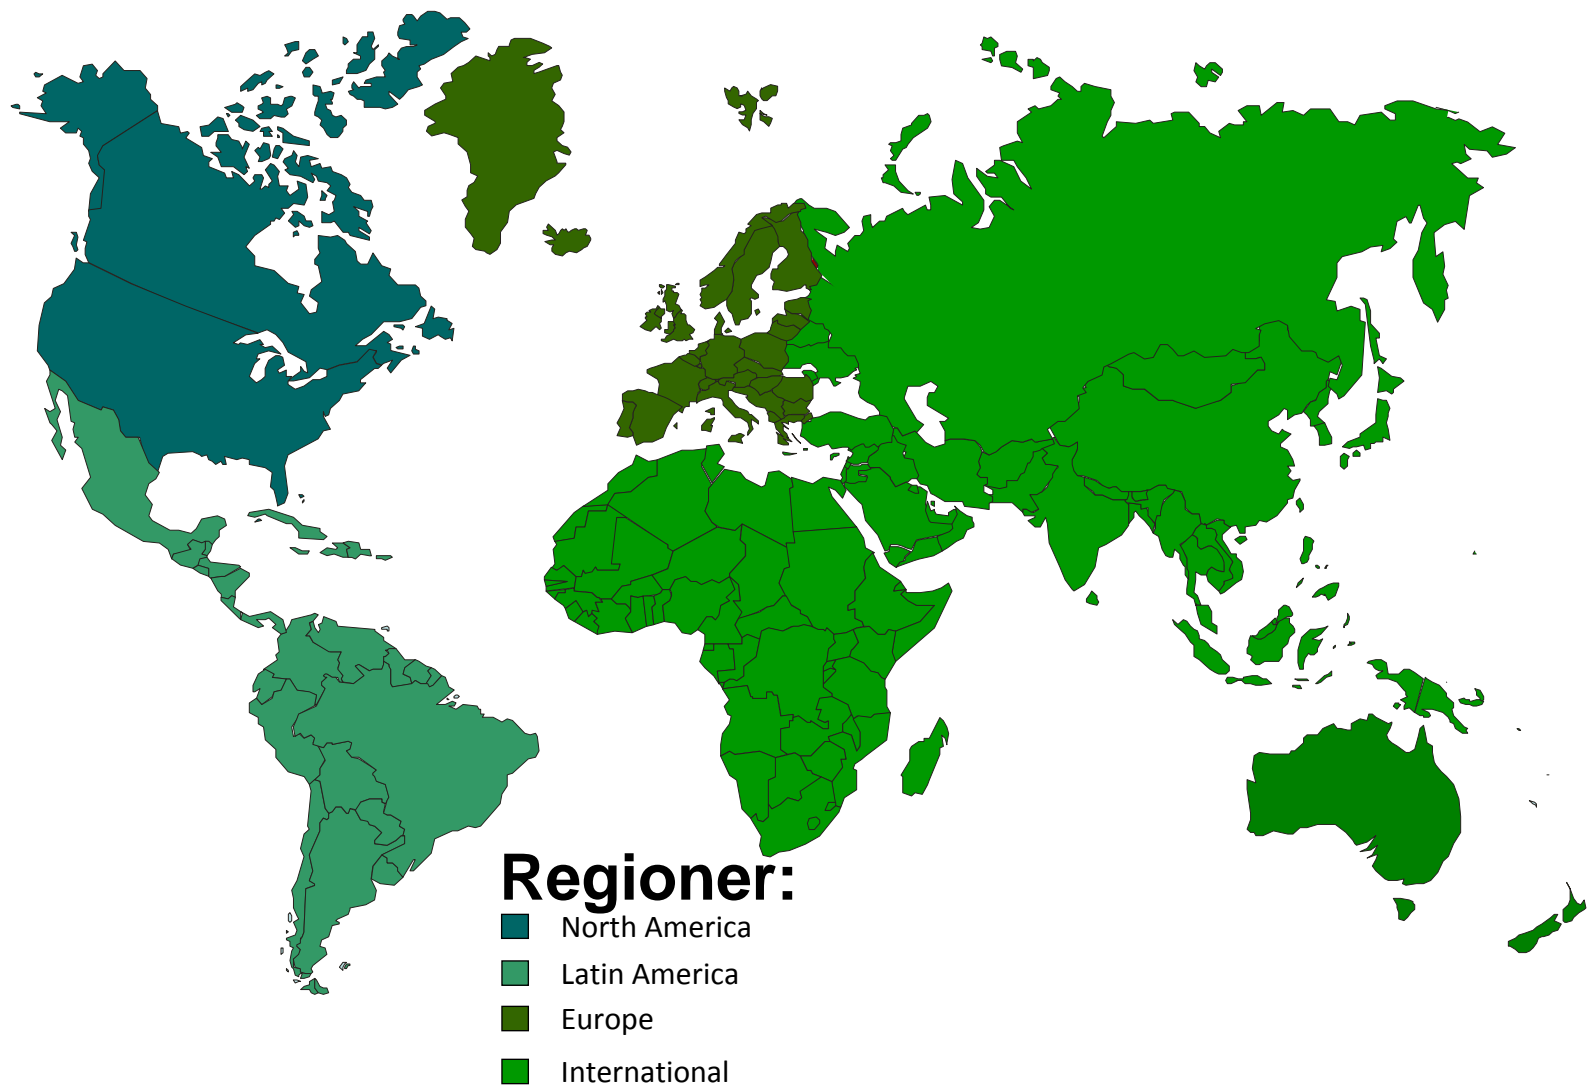 Regioner:
North America
Latin America
Europe
International